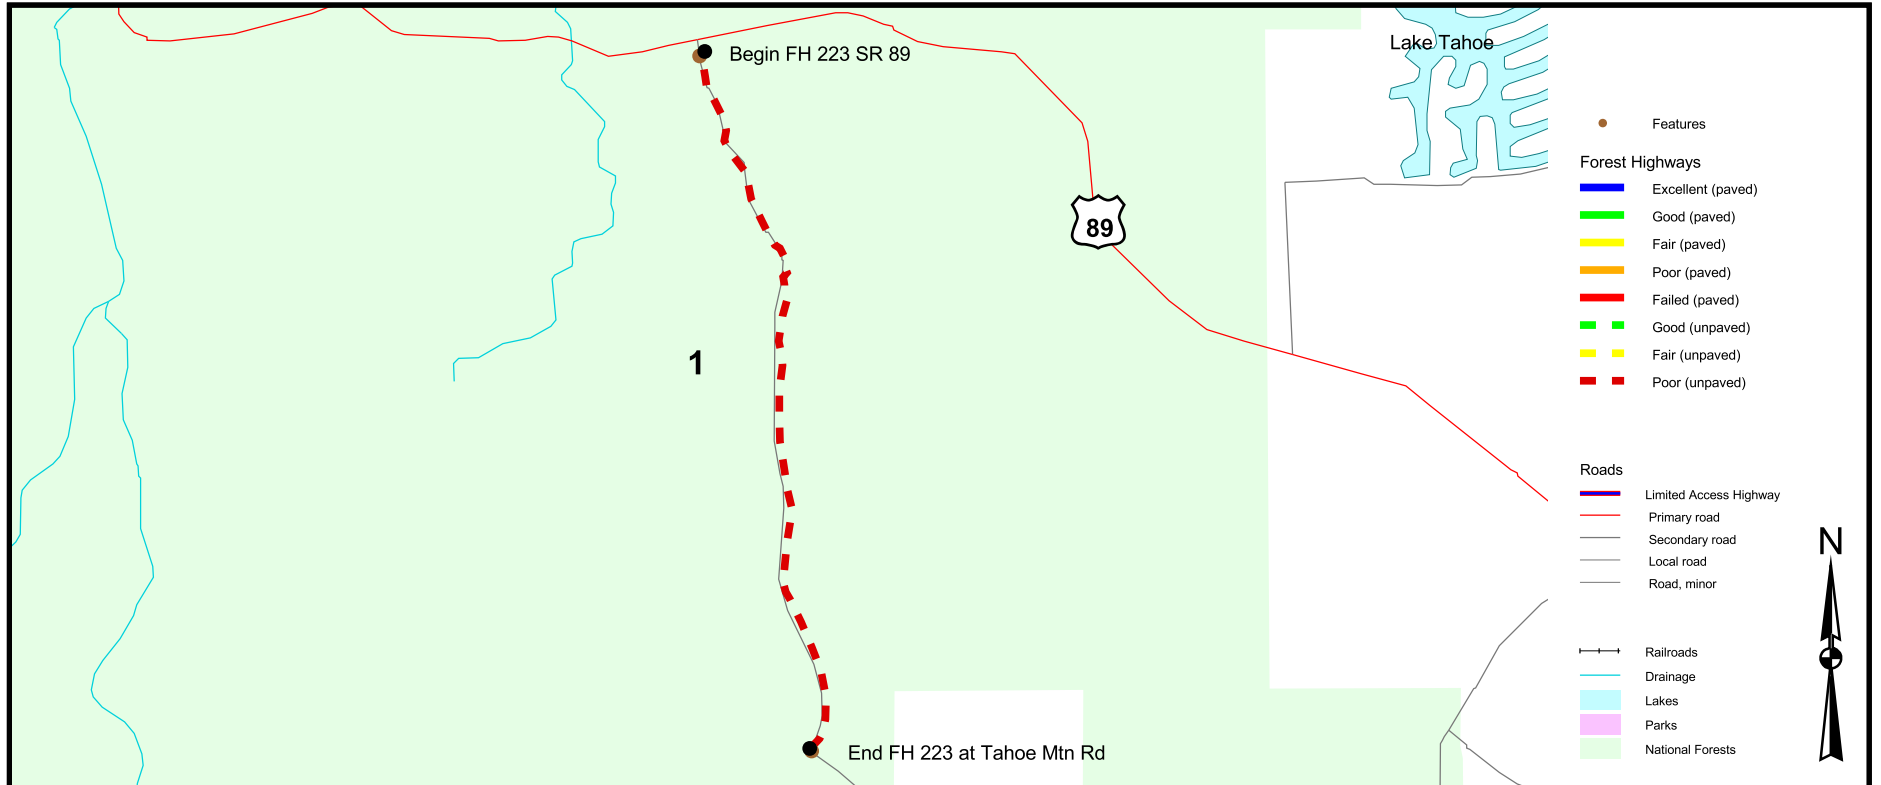 Begin FH 223 SR 89
Lake Tahoe
89
1
End FH 223 at Tahoe Mtn Rd
Features
Forest Highways
Excellent (paved)
Good (paved)
Fair (paved)
Poor (paved)
Failed (paved)
Good (unpaved)
Fair (unpaved)
Poor (unpaved)
Roads
Limited Access Highway
Primary road
Secondary road
Local road
Road, minor
Railroads
Drainage
Lakes
Parks
National Forests
N